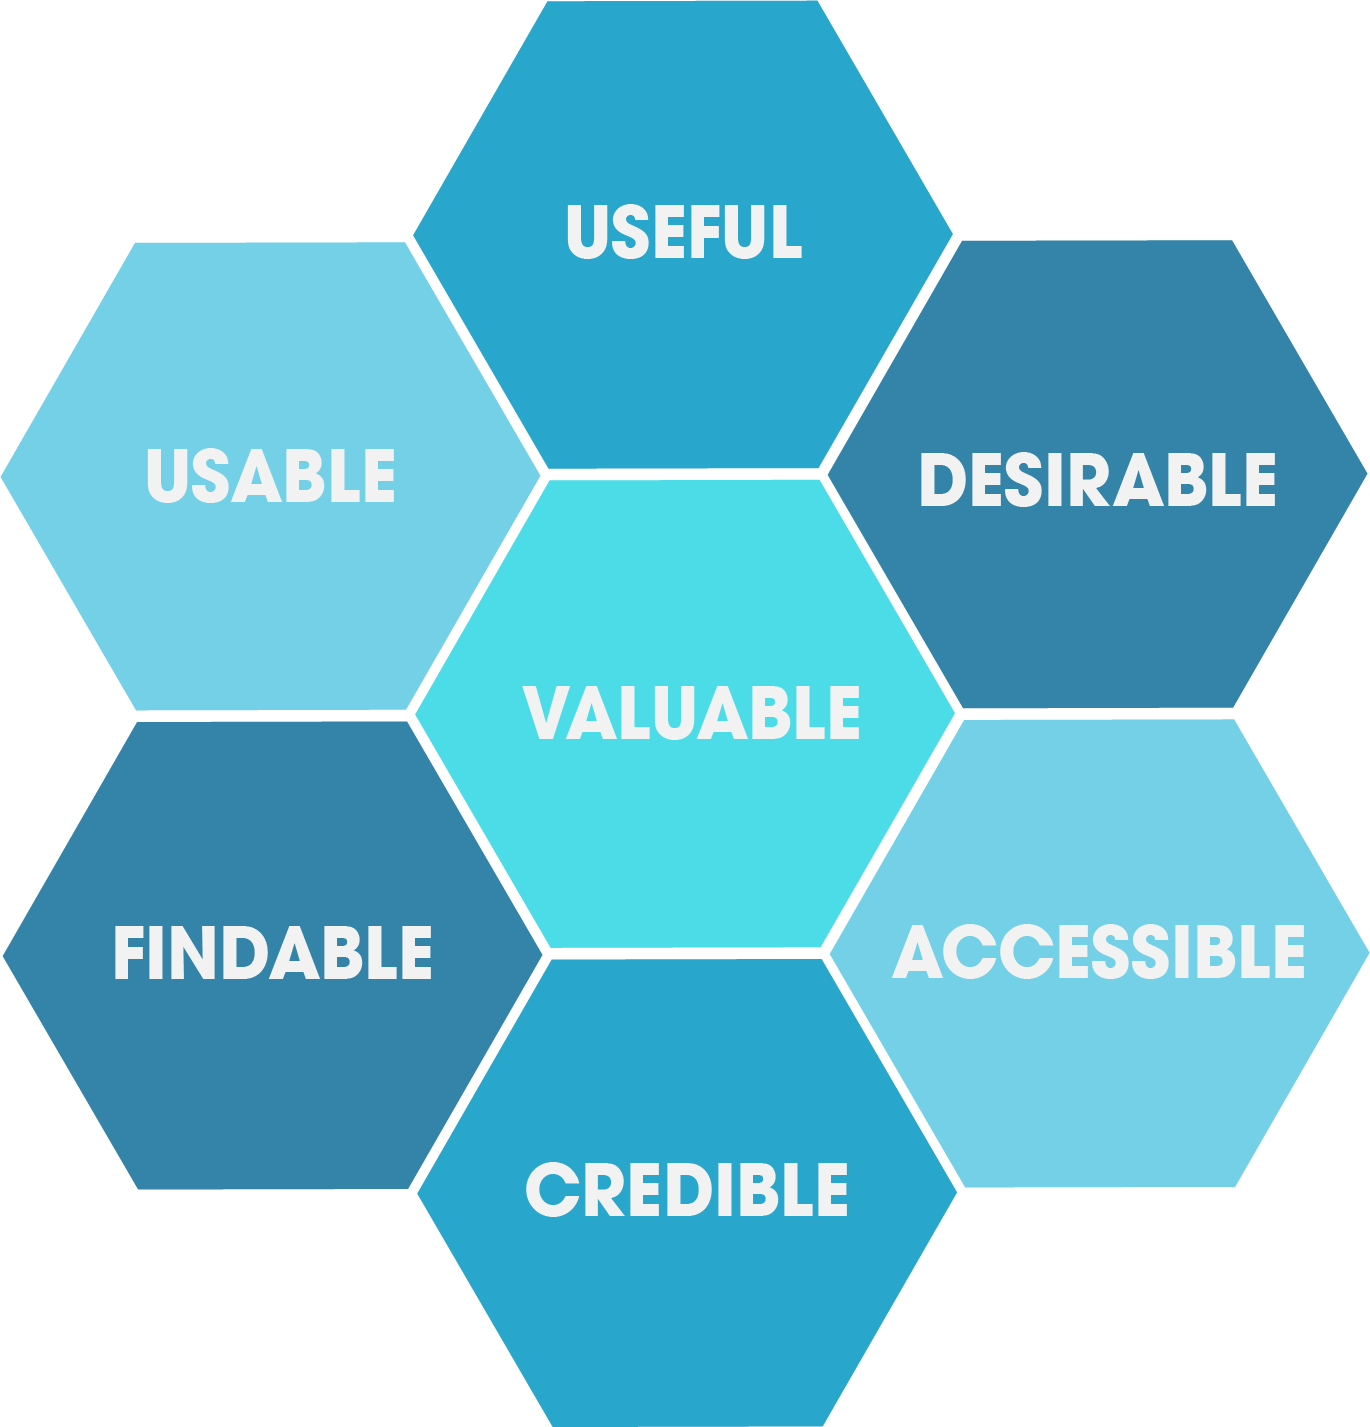 USEFUL
USABLE
DESIRABLE
VALUABLE
FINDABLE
ACCESSIBLE
CREDIBLE